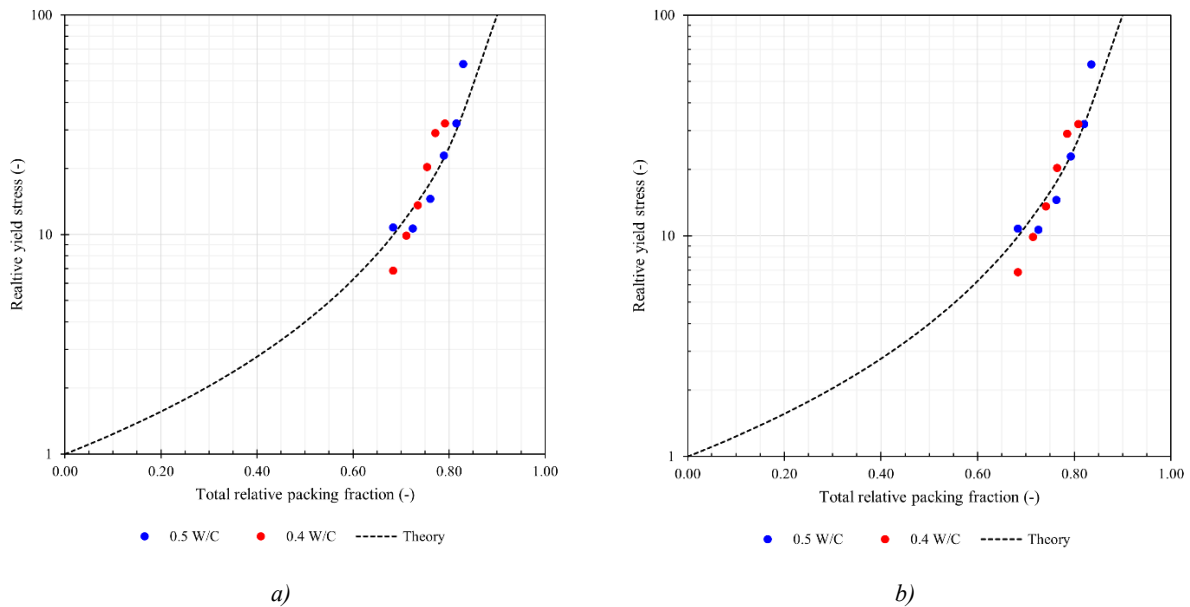 100
10
1
Realtive yield stress (-)
0.00 0.20 0.40 0.60 0.80 1.00
Total relative packing fraction (-)
0.5 W/C 0.4 W/C Theory
a)
100
10
1
Realtive yield stress (-)
0.00 0.20 0.40 0.60 0.80 1.00
Total relative packing fraction (-)
0.5 W/C 0.4 W/C Theory
b)